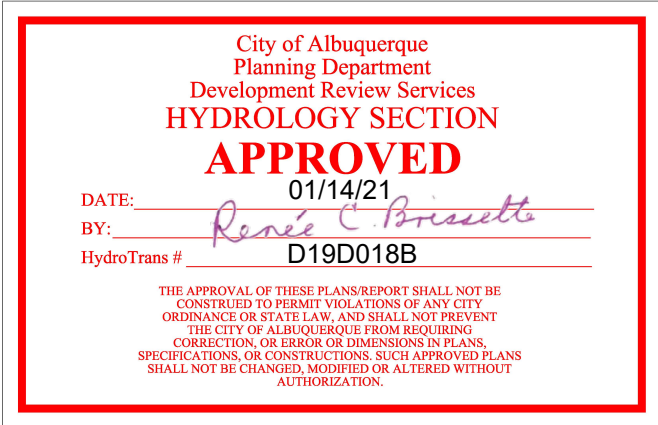 City of Albuquerque
Planning Department
Development Review Services
HYDROLOGY SECTION
APPROVED
DATE: 01/14/21
BY: Renée C. Brissette
HydroTrans # D19D018B
THE APPROVAL OF THESE PLANS/REPORT SHALL NOT BE
CONSTRUED TO PERMIT VIOLATIONS OF ANY CITY
ORDINANCE OR STATE LAW, AND SHALL NOT PREVENT
THE CITY OF ALBUQUERQUE FROM REQUIRING
CORRECTION, OR ERROR OR DIMENSIONS IN PLANS,
SPECIFICATIONS, OR CONSTRUCTIONS. SUCH APPROVED PLANS
SHALL NOT BE CHANGED, MODIFIED OR ALTERED WITHOUT
AUTHORIZATION.